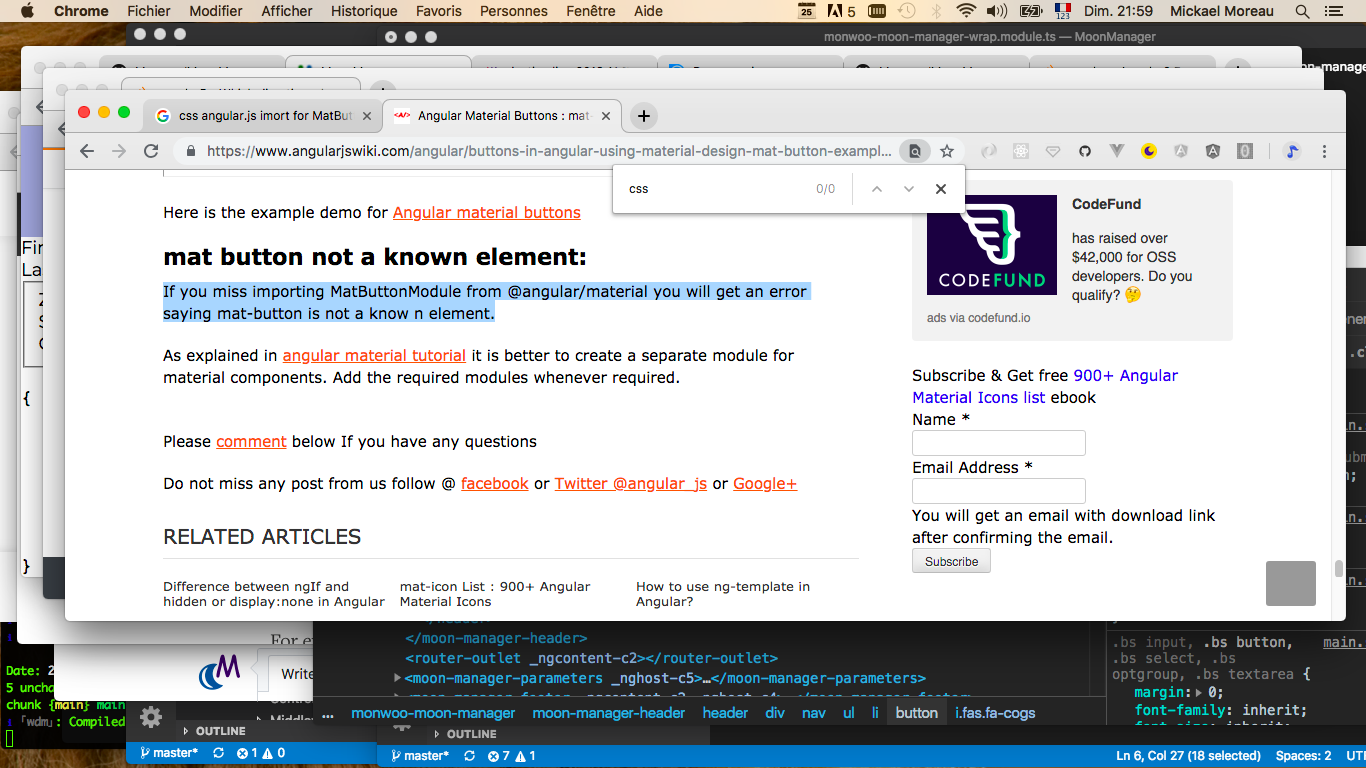 Chrome Fichier Modifier Afficher Historique Favoris Personnes Fenêtre Aide 25 5 123 Dim. 21:59 Mickael Moreau
monwoo-moon-manager-wrap.module.ts — MoonManager
css angular.js imort for MatBut
Angular Material Buttons : mat-
https://www.angularjswiki.com/angular/buttons-in-angular-using-material-design-mat-button-exampl...
css 0/0
Here is the example demo for Angular material buttons
mat button not a known element:
If you miss importing MatButtonModule from @angular/material you will get an error
saying mat-button is not a know n element.
As explained in angular material tutorial it is better to create a separate module for
material components. Add the required modules whenever required.
Please comment below If you have any questions
Do not miss any post from us follow @ facebook or Twitter @angular_js or Google+
RELATED ARTICLES
Difference between ngIf and
hidden or display:none in Angular
mat-icon List : 900+ Angular
Material Icons
How to use ng-template in
Angular?
CODEFUND
CodeFund
has raised over
$42,000 for OSS
developers. Do you
qualify? 🤔
ads via codefund.io
Subscribe & Get free 900+ Angular
Material Icons list ebook
Name *
Email Address *
You will get an email with download link
after confirming the email.
Subscribe
{
}
Date: 2
5 uncha
chunk {main} main
i 「wdm」: Compiled
M
Write
</moon-manager-header>
<router-outlet _ngcontent-c2></router-outlet>
<moon-manager-parameters _nghost-c5>…</moon-manager-parameters>
... monwoo-moon-manager moon-manager-header header div nav ul li button i.fas.fa-cogs
.bs input, .bs button, main.
.bs select, .bs
optgroup, .bs textarea {
margin: 0;
font-family: inherit;
OUTLINE
OUTLINE
master* 1 0
master* 7 1
Ln 6, Col 27 (18 selected) Spaces: 2 UT